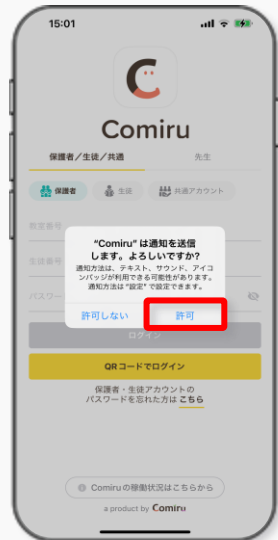 15:01
Comiru
保護者/生徒/共通
先生
保護者
生徒
共通アカウント
教室番号
"Comiru" は通知を送信
します。よろしいですか?
通知方法は、テキスト、サウンド、アイコ
ンバッジが利用できる可能性があります。
通知方法は"設定"で設定できます。
生徒番号
パスワー
許可しない
許可
ログイン
QRコードでログイン
保護者・生徒アカウントの
パスワードを忘れた方は こちら
Comiruの稼働状況はこちらから
a product by Comiru